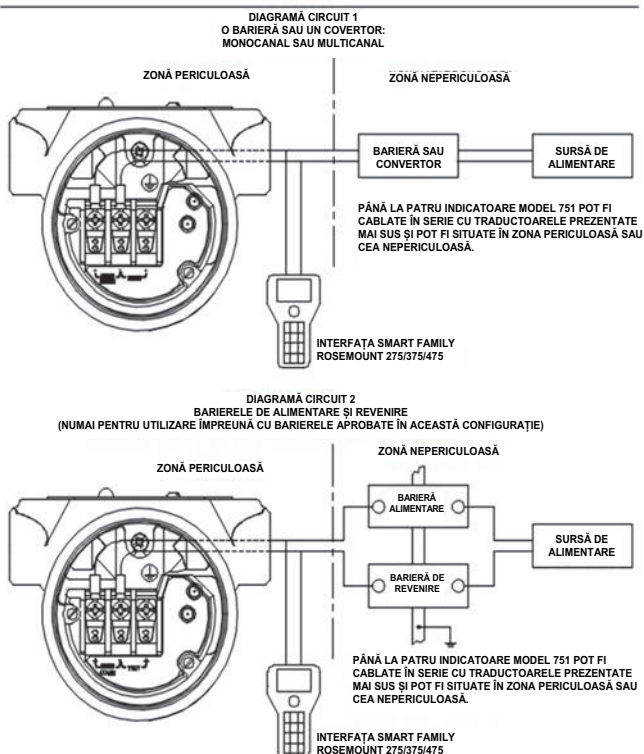 DIAGRAMĂ CIRCUIT 1
O BARIERĂ SAU UN COVERTOR:
MONOCANAL SAU MULTICANAL
ZONĂ PERICULOASĂ
ZONĂ NEPERICULOASĂ
BARIERĂ SAU
CONVERTOR
SURSĂ DE
ALIMENTARE
PÂNĂ LA PATRU INDICATOARE MODEL 751 POT FI
CABLATE ÎN SERIE CU TRADUCTOARELE PREZENTATE
MAI SUS ȘI POT FI SITUATE ÎN ZONA PERICULOASĂ SAU
CEA NEPERICULOASĂ.
INTERFAȚA SMART FAMILY
ROSEMOUNT 275/375/475
DIAGRAMĂ CIRCUIT 2
BARIERELE DE ALIMENTARE ȘI REVENIRE
(NUMAI PENTRU UTILIZARE ÎMPREUNĂ CU BARIERELE APROBATE ÎN ACEASTĂ CONFIGURAȚIE)
ZONĂ PERICULOASĂ
ZONĂ NEPERICULOASĂ
BARIERĂ
ALIMENTARE
SURSĂ DE
ALIMENTARE
BARIERĂ DE
REVENIRE
PÂNĂ LA PATRU INDICATOARE MODEL 751 POT FI
CABLATE ÎN SERIE CU TRADUCTOARELE PREZENTATE
MAI SUS ȘI POT FI SITUATE ÎN ZONA PERICULOASĂ SAU
CEA NEPERICULOASĂ.
INTERFAȚA SMART FAMILY
ROSEMOUNT 275/375/475